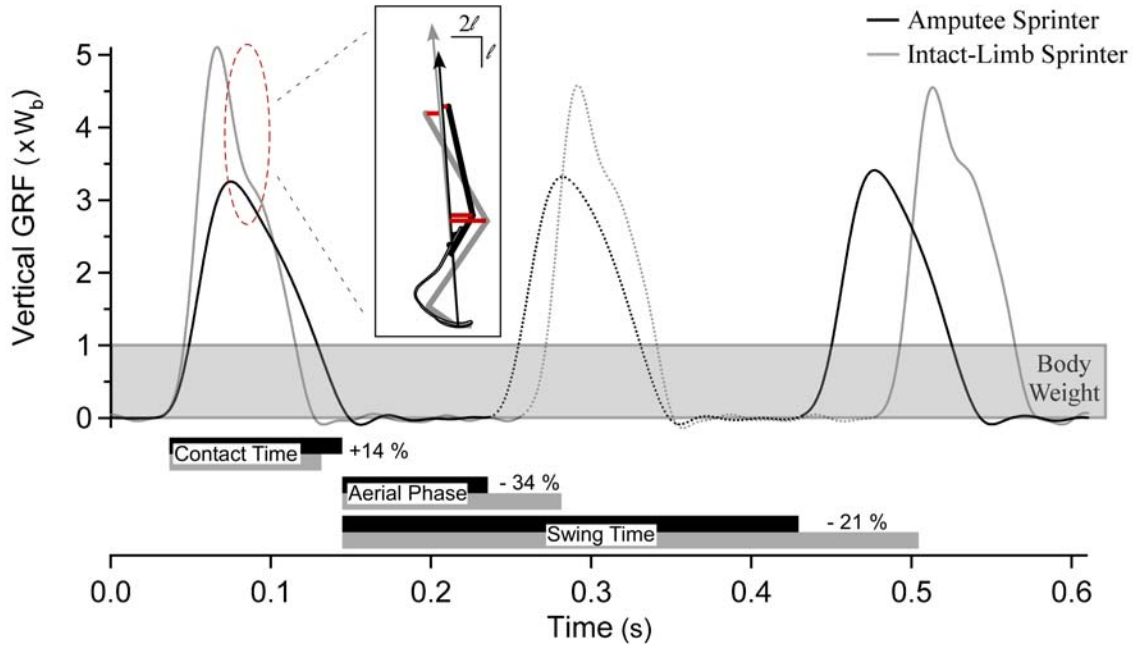 Amputee Sprinter
Intact-Limb Sprinter
2ℓ
ℓ
Vertical GRF (xW_b)
5
4
3
2
1
0
Body
Weight
Contact Time
+14 %
Aerial Phase
- 34 %
Swing Time
- 21 %
0.0 0.1 0.2 0.3 0.4 0.5 0.6
Time (s)